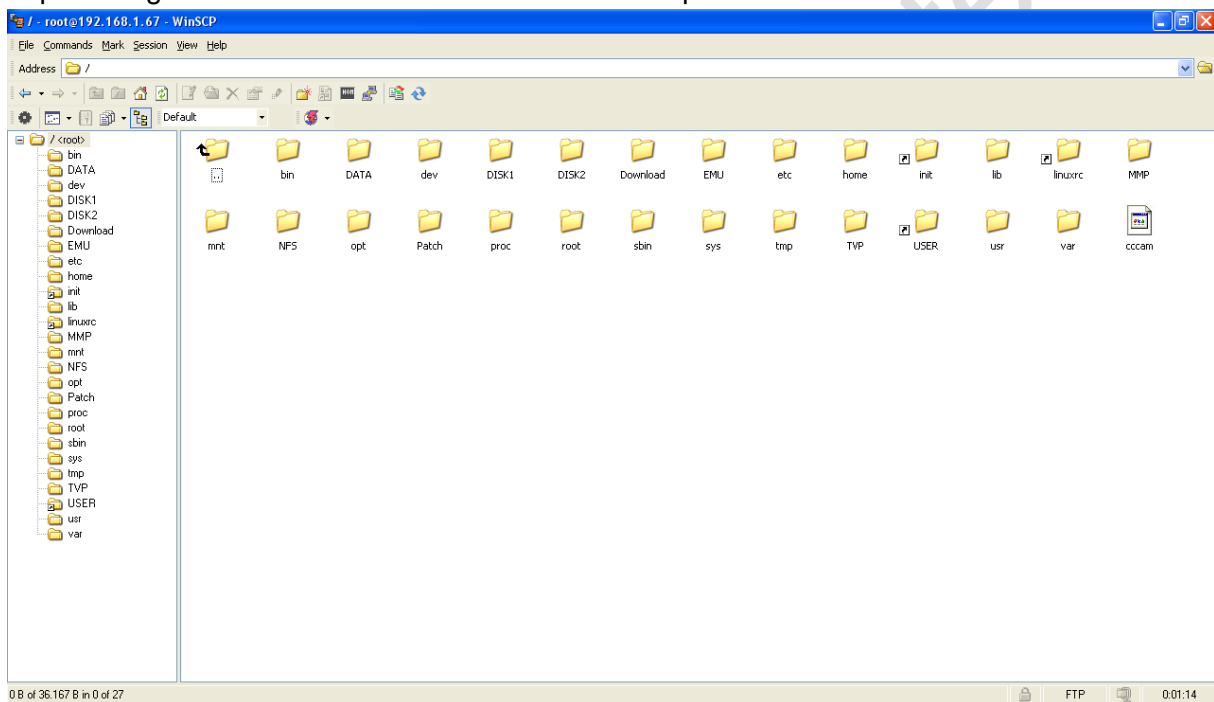 / - root@192.168.1.67 - WinSCP
File Commands Mark Session View Help
Address / 
Default
/ <root>
bin
DATA
dev
DISK1
DISK2
Download
EMU
etc
home
init
lib
linuxrc
MMP
mnt
NFS
opt
Patch
proc
root
sbin
sys
tmp
TVP
USER
usr
var
.. bin DATA dev DISK1 DISK2 Download EMU etc home init lib linuxrc MMP
mnt NFS opt Patch proc root sbin sys tmp TVP USER usr var cccam
0 B of 36.167 B in 0 of 27 FTP 0:01:14